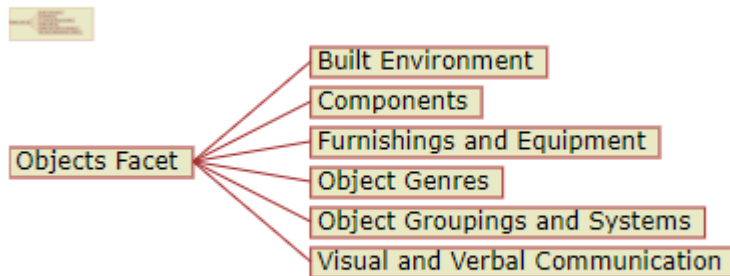 Objects Facet
Built Environment
Components
Furnishings and Equipment
Object Genres
Object Groupings and Systems
Visual and Verbal Communication